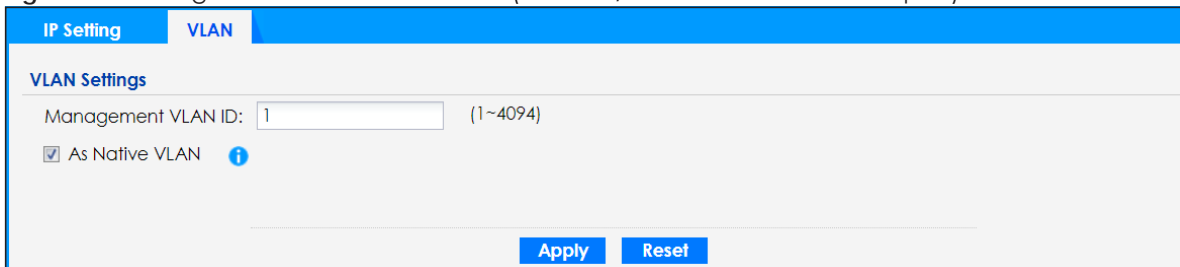 IP Setting VLAN
VLAN Settings
Management VLAN ID: 1 (1~4094)
As Native VLAN
Apply Reset